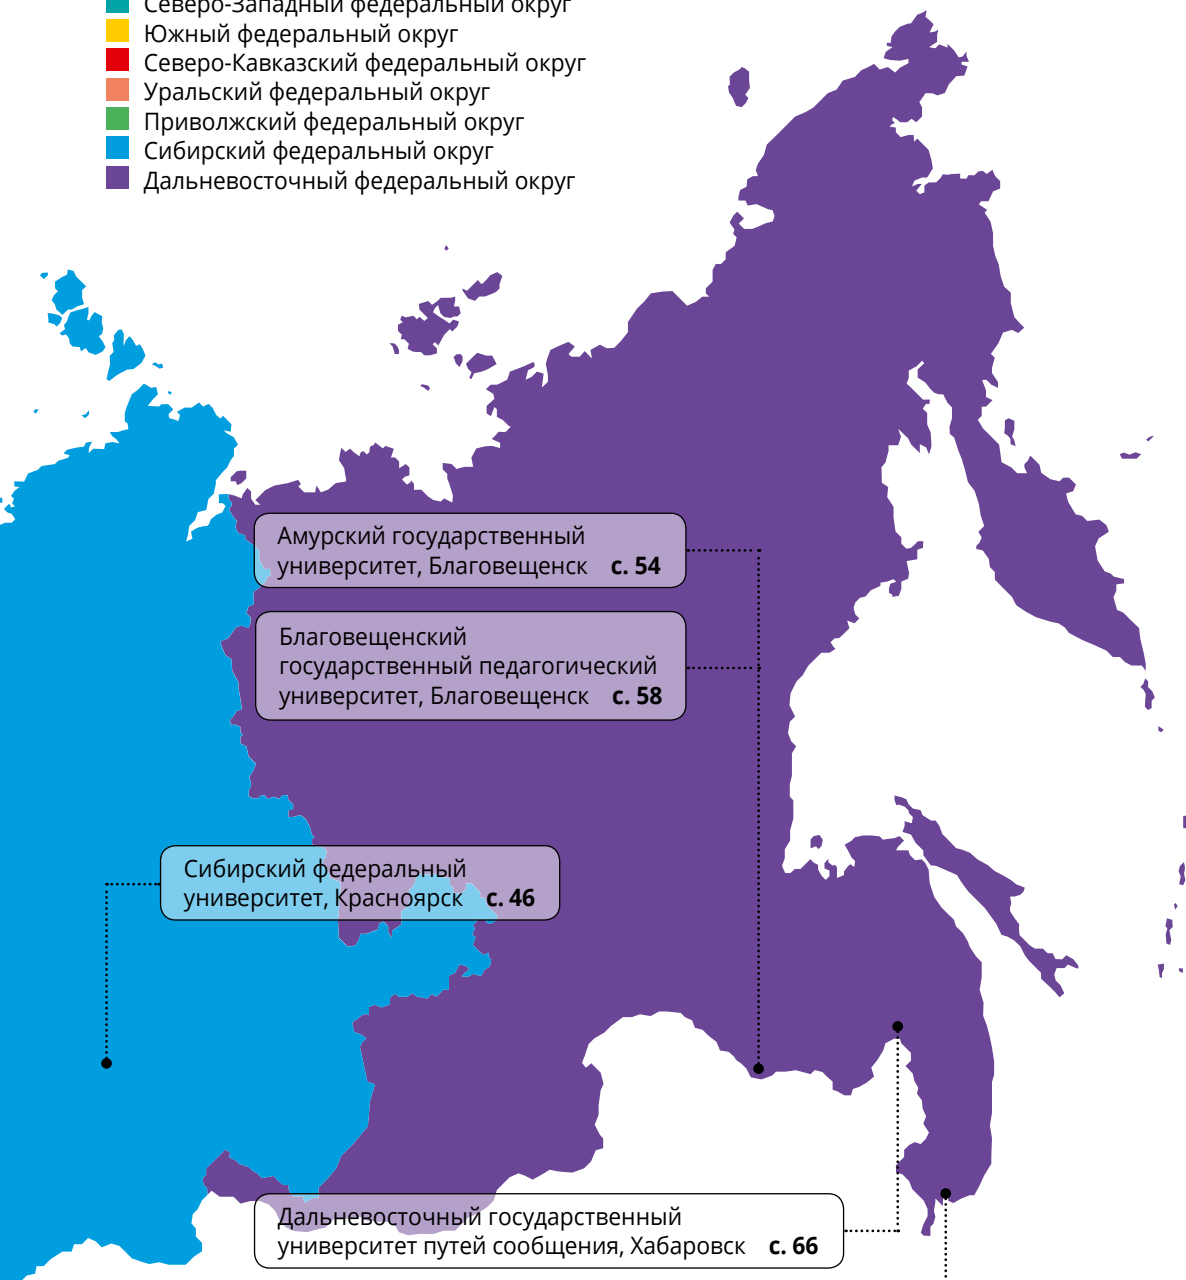 Северо-Западный федеральный округ
Южный федеральный округ
Северо-Кавказский федеральный округ
Уральский федеральный округ
Приволжский федеральный округ
Сибирский федеральный округ
Дальневосточный федеральный округ
Амурский государственный
университет, Благовещенск с. 54
Благовещенский
государственный педагогический
университет, Благовещенск с. 58
Сибирский федеральный
университет, Красноярск с. 46
Дальневосточный государственный
университет путей сообщения, Хабаровск с. 66